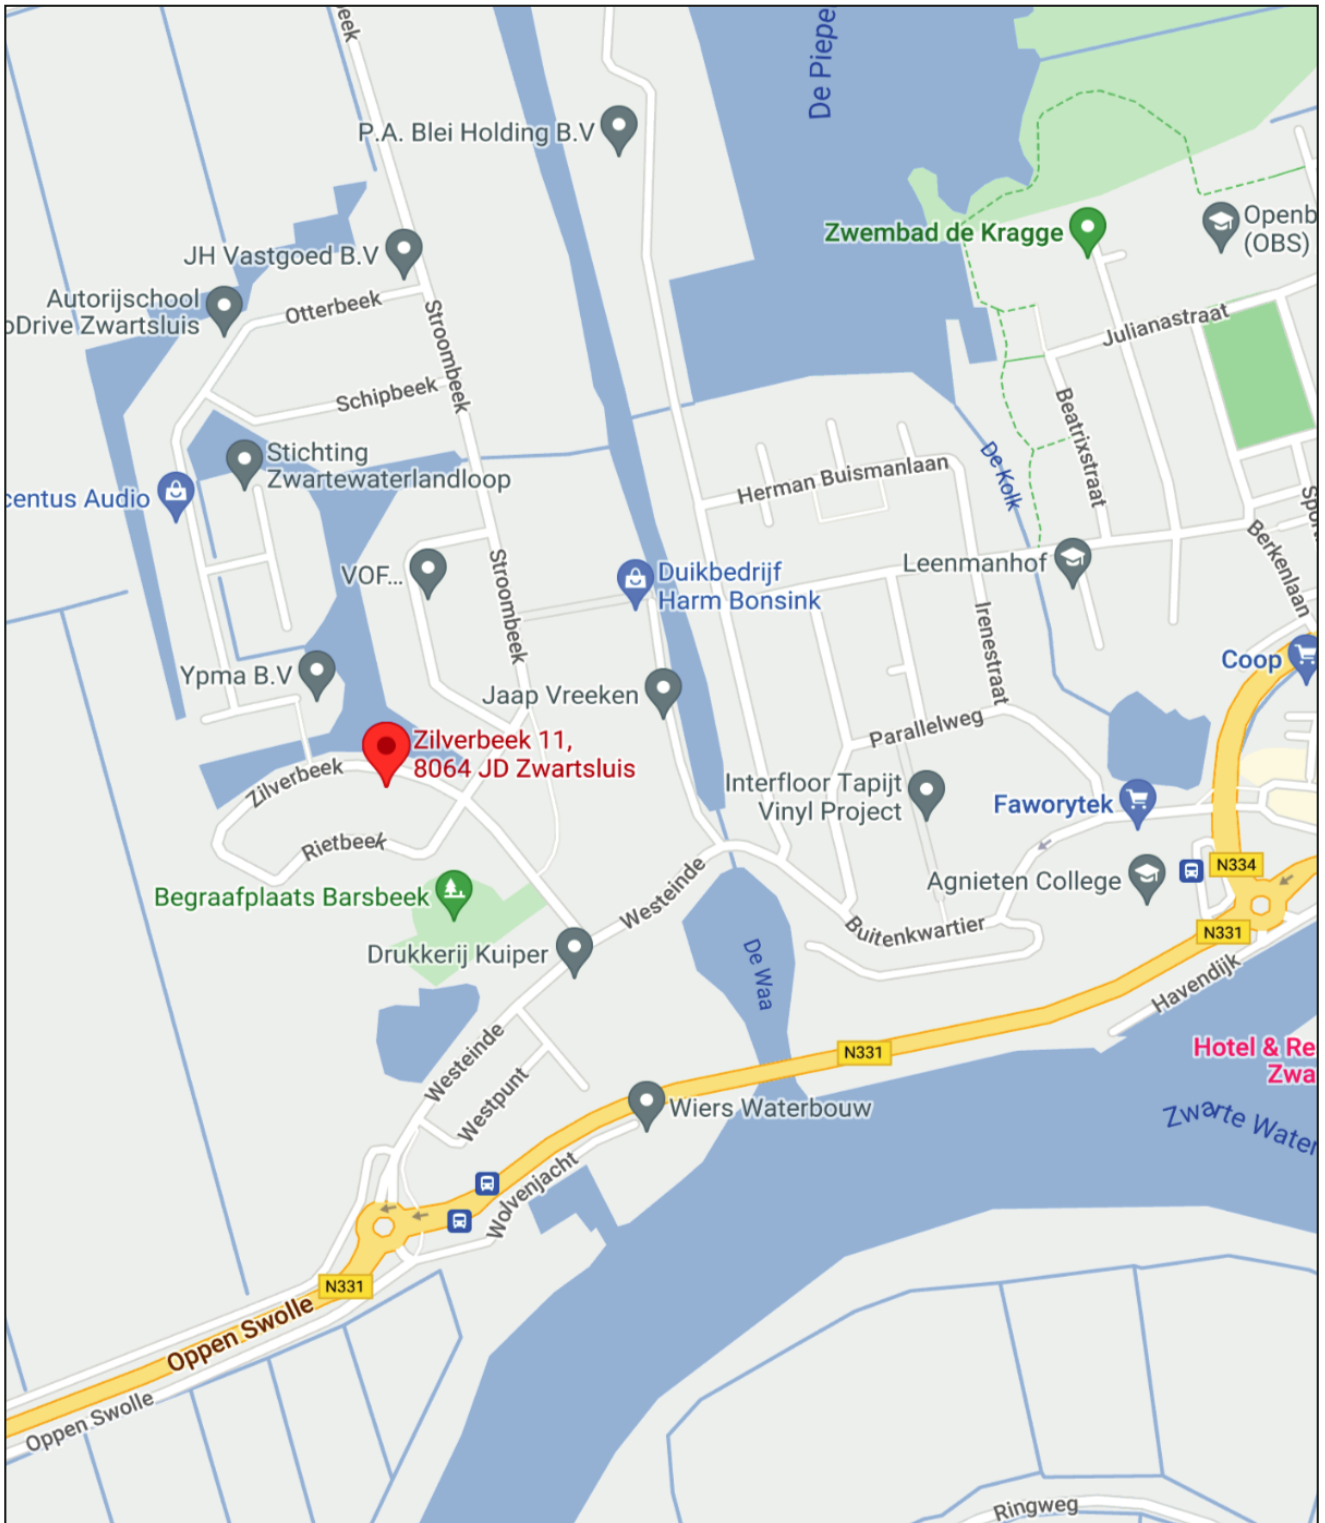 eek
De Piepe
P.A. Blei Holding B.V
Zwembad de Kragge
Openb
(OBS)
JH Vastgoed B.V
Autorijschool
oDrive Zwartsluis
Otterbeek
Stroombeek
Julianastraat
Schipbeek
Beatrixstraat
Stichting
Zwartewaterlandloop
Herman Buismanlaan
De Kolk
centus Audio
Spor
Berkenlaan
VOF...
Stroombeek
Duikbedrijf
Harm Bonsink
Leenmanhof
Irenestraat
Coop
Ypma B.V
Jaap Vreeken
Parallelweg
Zilverbeek 11,
8064 JD Zwartsluis
Zilverbeek
Interfloor Tapijt
Vinyl Project
Faworytek
Rietbeek
N334
Begraafplaats Barsbeek
Westeinde
Agnieten College
Buitenkwartier
N331
Drukkerij Kuiper
De Waa
Havendijk
Westeinde
N331
Hotel & Re
Zwa
Westpunt
Wiers Waterbouw
Zwarte Water
Wolvenjacht
N331
Oppen Swolle
Oppen Swolle
Ringweg